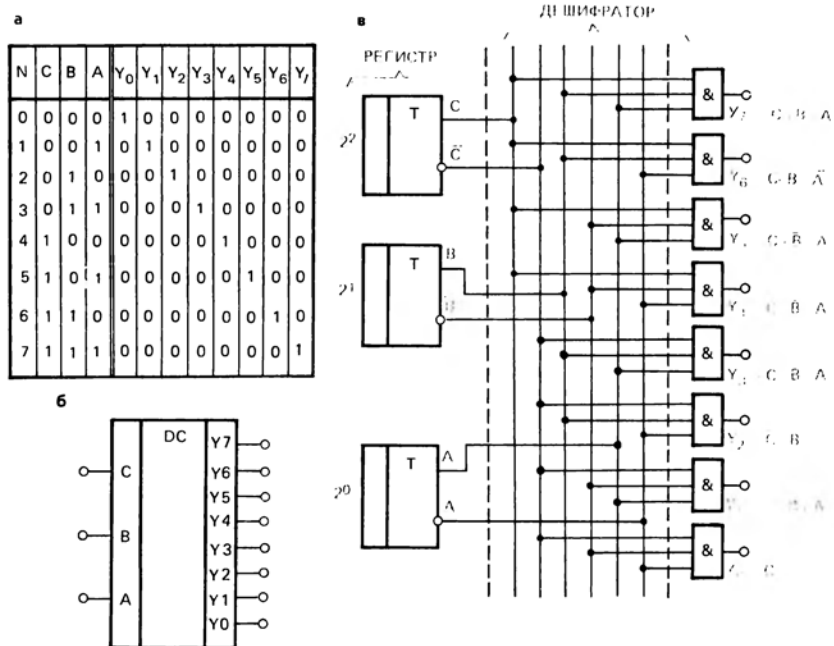 а
N C B A Y₀ Y₁ Y₂ Y₃ Y₄ Y₅ Y₆ Y₇
0 0 0 0 1 0 0 0 0 0 0 0
1 0 0 1 0 1 0 0 0 0 0 0
2 0 1 0 0 0 1 0 0 0 0 0
3 0 1 1 0 0 0 1 0 0 0 0
4 1 0 0 0 0 0 0 1 0 0 0
5 1 0 1 0 0 0 0 0 1 0 0
6 1 1 0 0 0 0 0 0 0 1 0
7 1 1 1 0 0 0 0 0 0 0 1
б
DC
C
B
A
Y7
Y6
Y5
Y4
Y3
Y2
Y1
Y0
в
ДЕШИФРАТОР
РЕГИСТР
2²
T
C
C̄
2¹
T
B
2⁰
T
A
A
&
C B A
&
Y₆ C·B·Ā
&
C·B̄·A
&
B A
&
Y₃ C B A
&
Y₂ C B
&
&